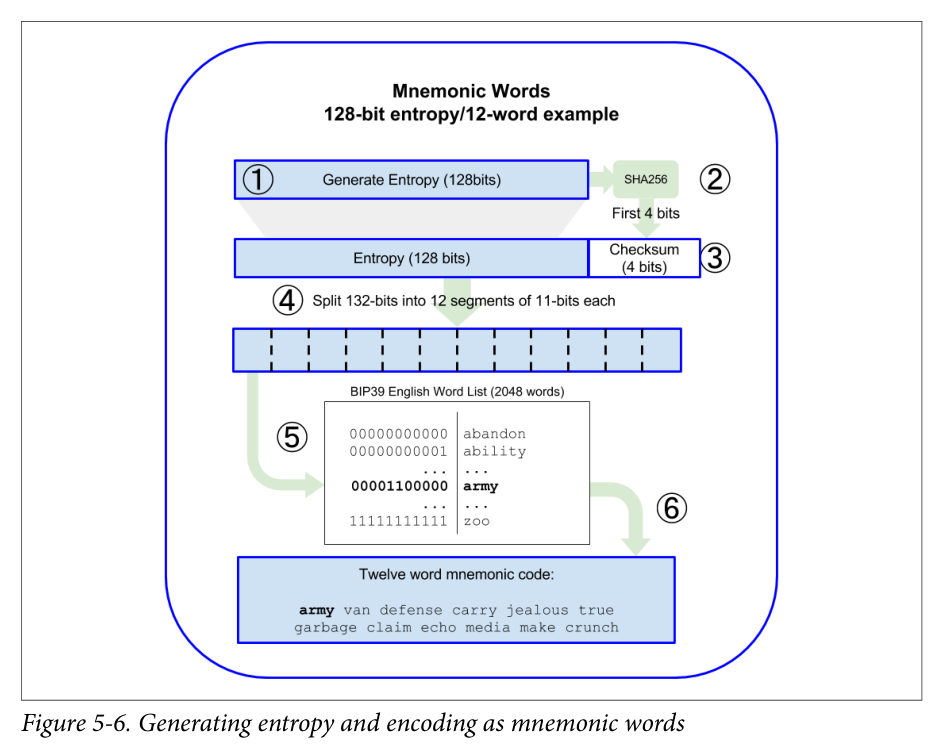 Mnemonic Words
128-bit entropy/12-word example
① Generate Entropy (128bits)
SHA256
②
First 4 bits
Entropy (128 bits)
Checksum
(4 bits)
③
④ Split 132-bits into 12 segments of 11-bits each
BIP39 English Word List (2048 words)
⑤
00000000000 abandon
00000000001 ability
... ...
00001100000 army
... ...
11111111111 zoo
⑥
Twelve word mnemonic code:
army van defense carry jealous true
garbage claim echo media make crunch
Figure 5-6. Generating entropy and encoding as mnemonic words